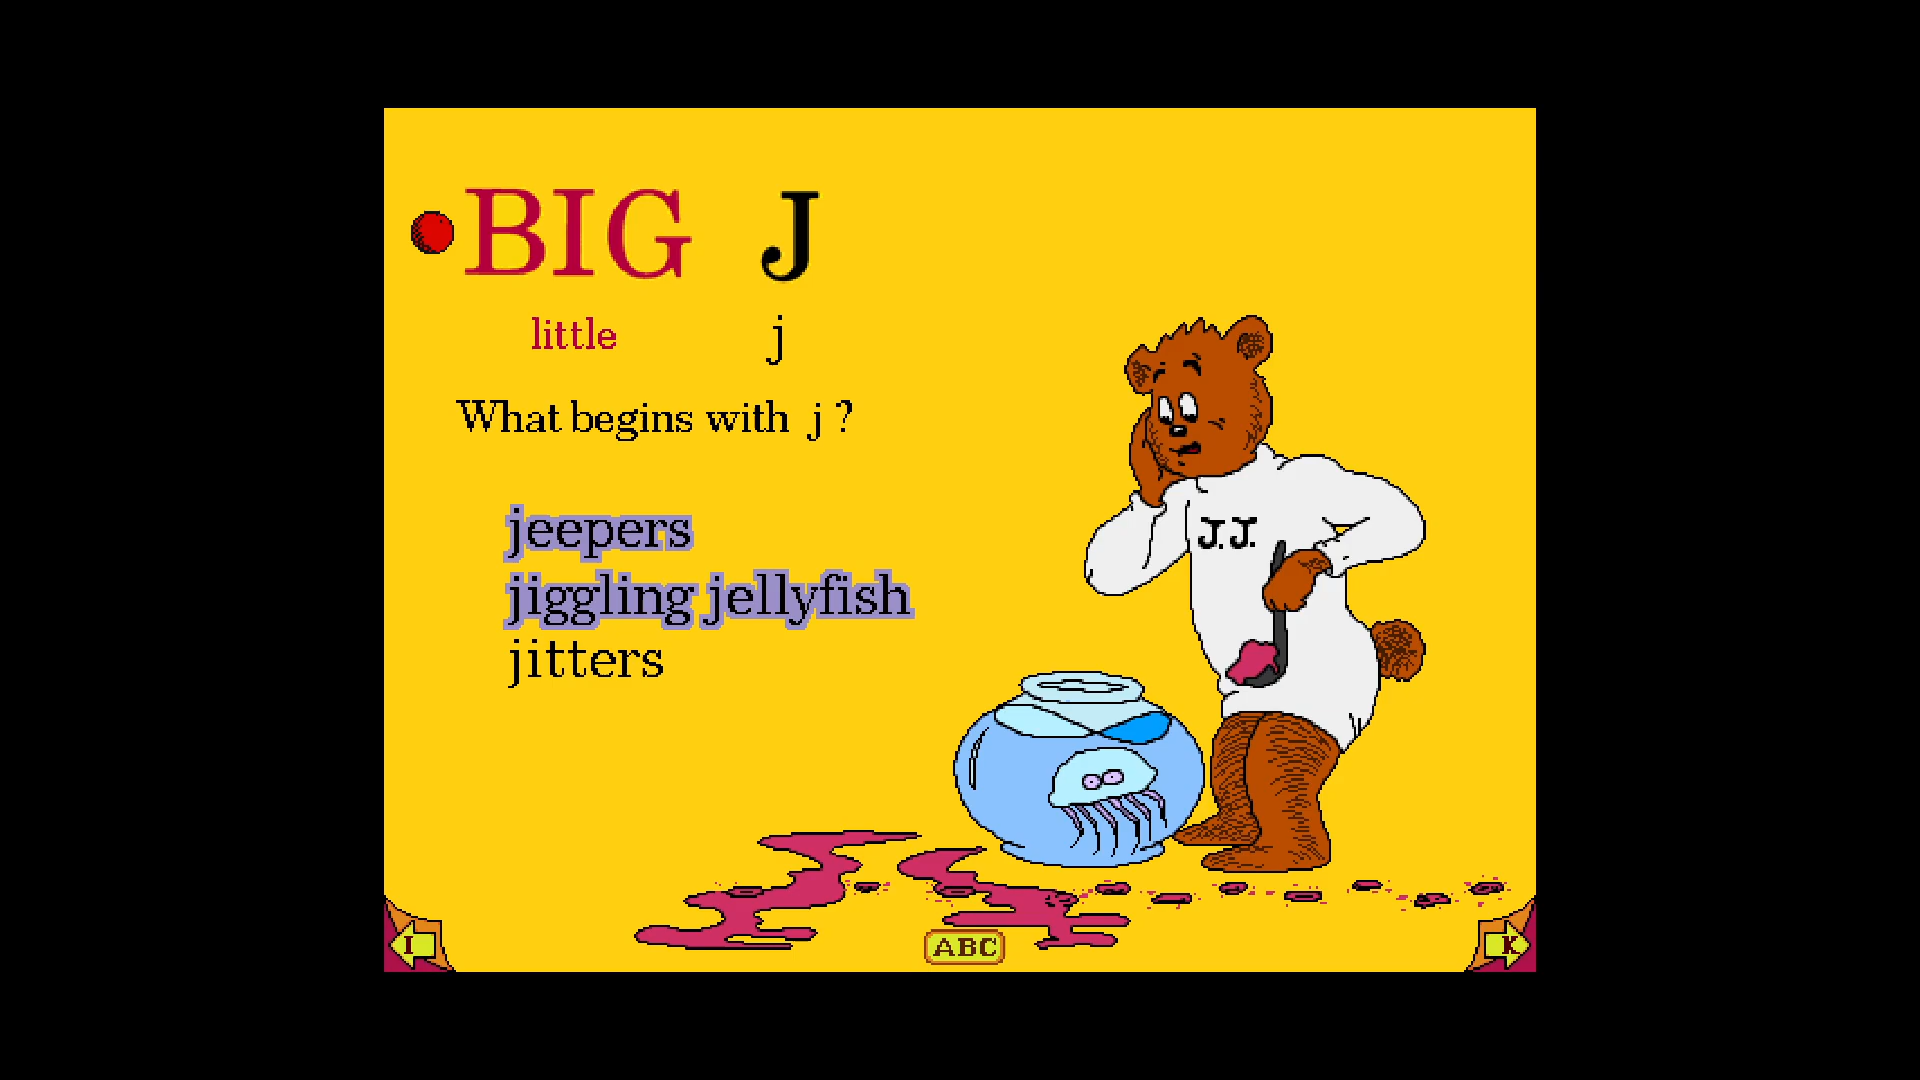 BIG J
little j
What begins with j ?
jeepers
jiggling jellyfish
jitters
J.J.
I
ABC
K